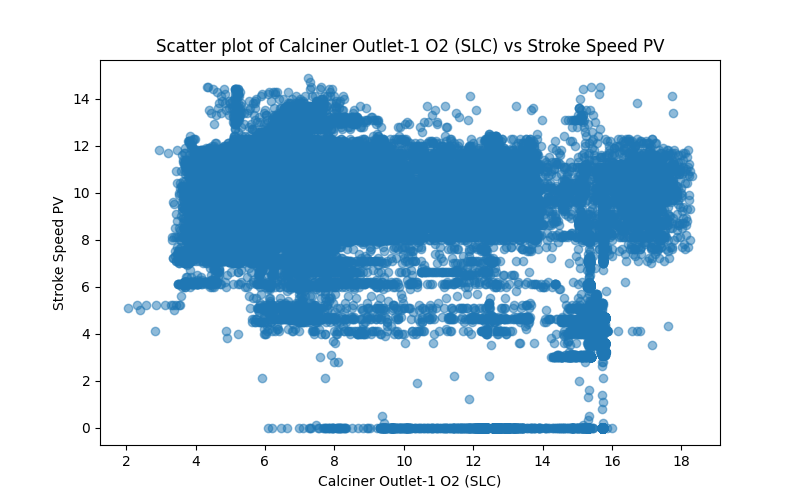 Scatter plot of Calciner Outlet-1 O2 (SLC) vs Stroke Speed PV
14
12
10
8
6
4
2
0
Stroke Speed PV
2 4 6 8 10 12 14 16 18
Calciner Outlet-1 O2 (SLC)